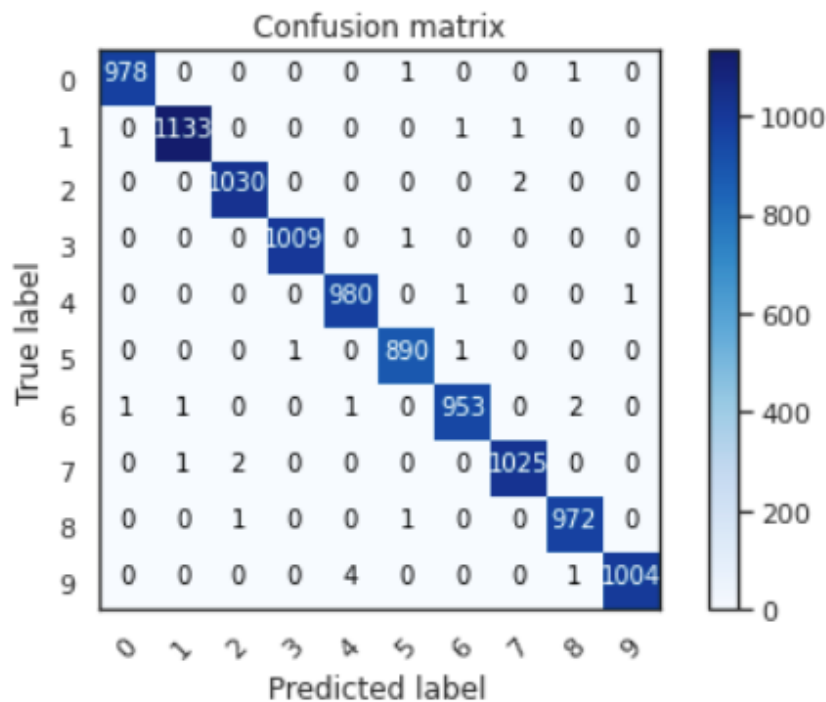 Confusion matrix
0 978 0 0 0 0 1 0 0 1 0
1 0 1133 0 0 0 0 1 1 0 0
2 0 0 1030 0 0 0 0 2 0 0
3 0 0 0 1009 0 1 0 0 0 0
4 0 0 0 0 980 0 1 0 0 1
5 0 0 0 1 0 890 1 0 0 0
6 1 1 0 0 1 0 953 0 2 0
7 0 1 2 0 0 0 0 1025 0 0
8 0 0 1 0 0 1 0 0 972 0
9 0 0 0 0 4 0 0 0 1 1004
0 1 2 3 4 5 6 7 8 9
Predicted label
True label
1000
800
600
400
200
0